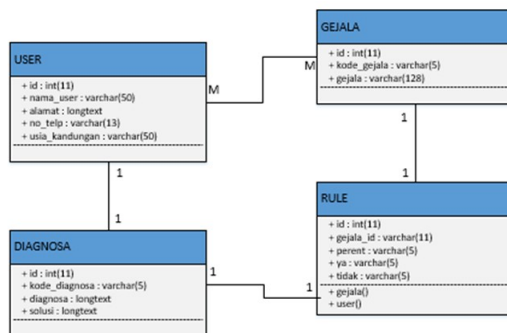 USER
+ id : int(11)
+ nama_user : varchar(50)
+ alamat : longtext
+ no_telp : varchar(13)
+ usia_kandungan : varchar(50)
M
M
GEJALA
+ id : int(11)
+ kode_gejala : varchar(5)
+ gejala : varchar(128)
1
1
1
1
DIAGNOSA
+ id : int(11)
+ kode_diagnosa : varchar(5)
+ diagnosa : longtext
+ solusi : longtext
1
1
RULE
+ id : int(11)
+ gejala_id : varchar(11)
+ perent : varchar(5)
+ ya : varchar(5)
+ tidak : varchar(5)
+ gejala()
+ user()